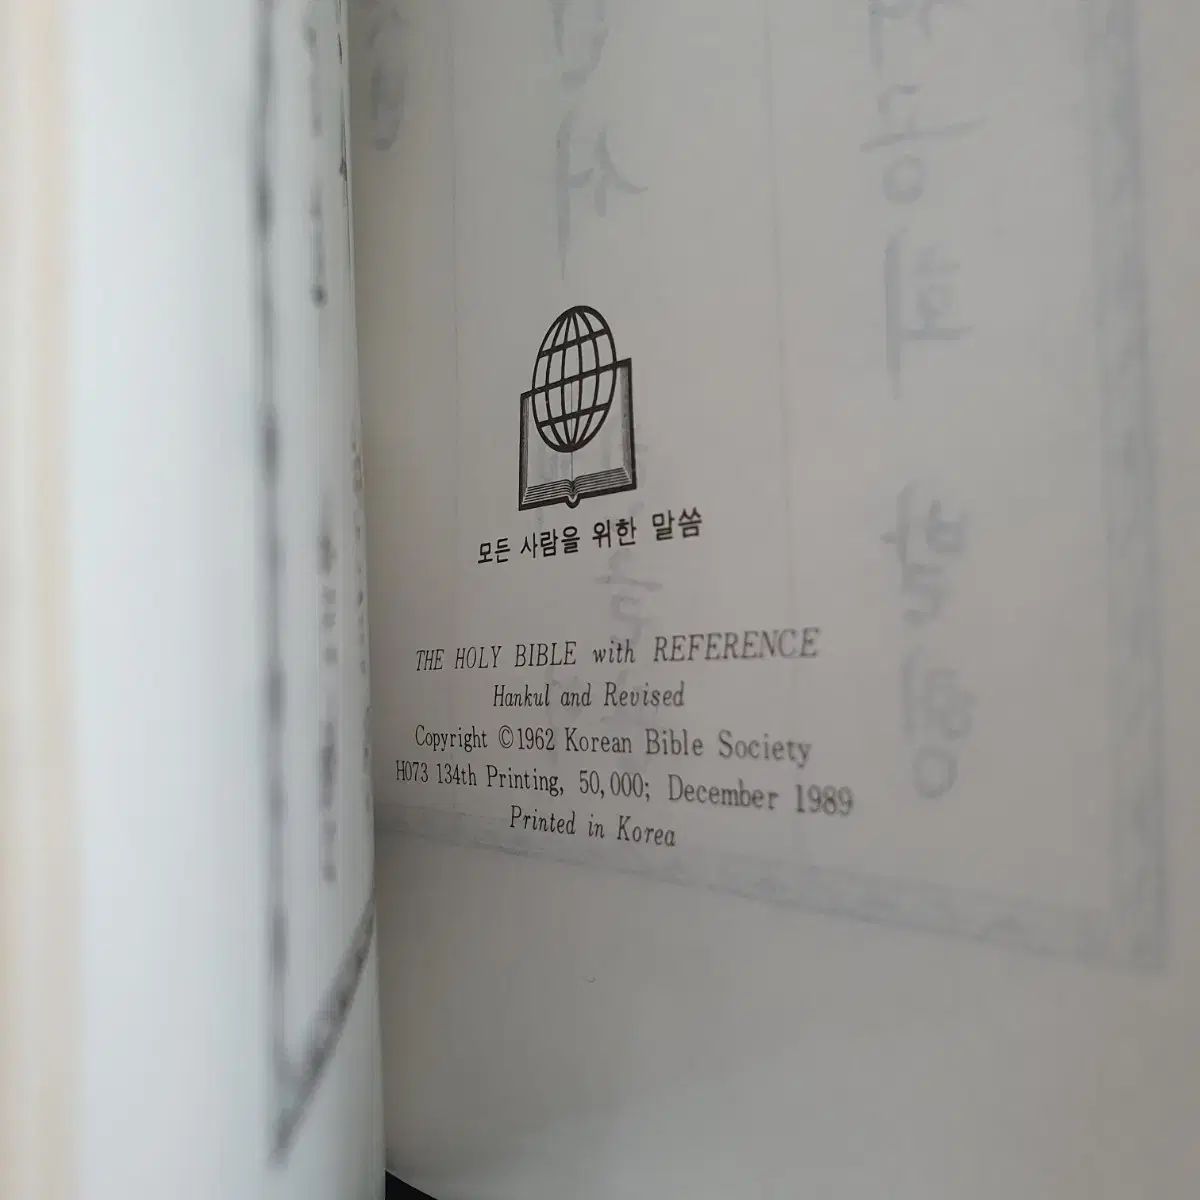 모든 사람을 위한 말씀
THE HOLY BIBLE with REFERENCE
Hankul and Revised
Copyright ©1962 Korean Bible Society
H073 134th Printing, 50,000; December 1989
Printed in Korea